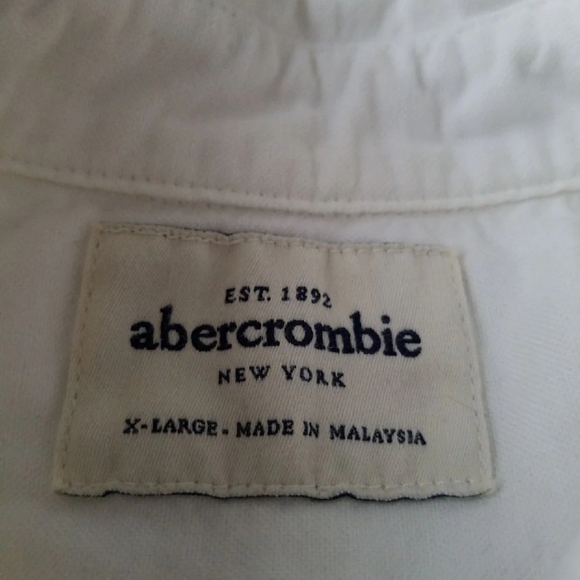 EST. 1892
abercrombie
NEW YORK
X-LARGE - MADE IN MALAYSIA